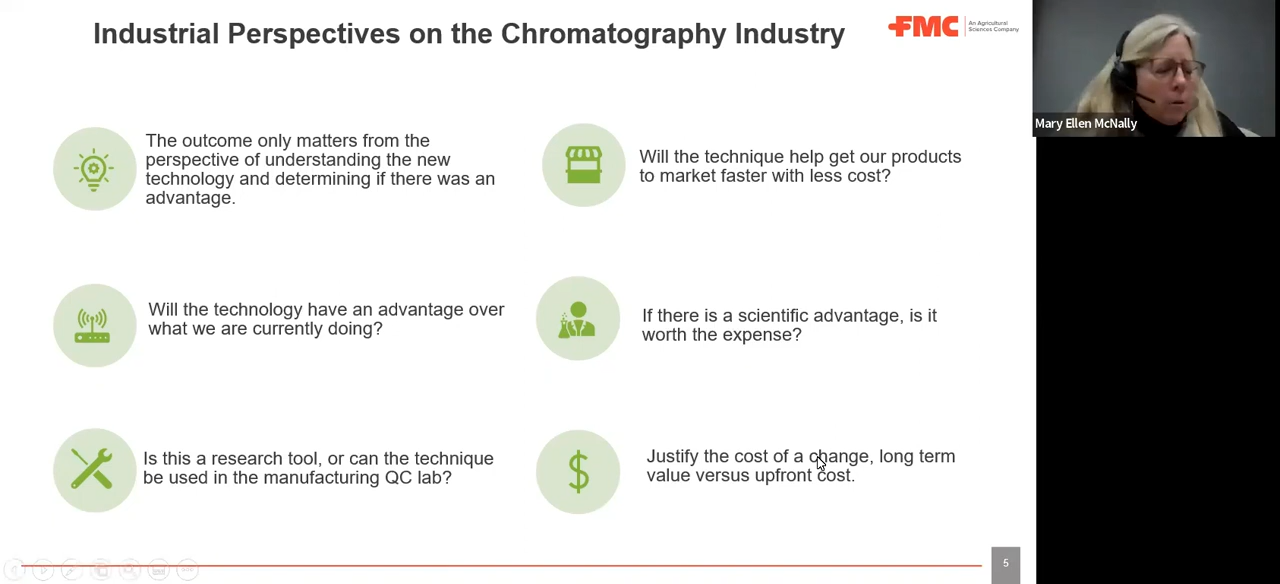 Industrial Perspectives on the Chromatography Industry
FMC
An Agricultural
Sciences Company
Mary Ellen McNally
The outcome only matters from the
perspective of understanding the new
technology and determining if there was an
advantage.
Will the technique help get our products
to market faster with less cost?
Will the technology have an advantage over
what we are currently doing?
If there is a scientific advantage, is it
worth the expense?
Is this a research tool, or can the technique
be used in the manufacturing QC lab?
$
Justify the cost of a change, long term
value versus upfront cost.
5